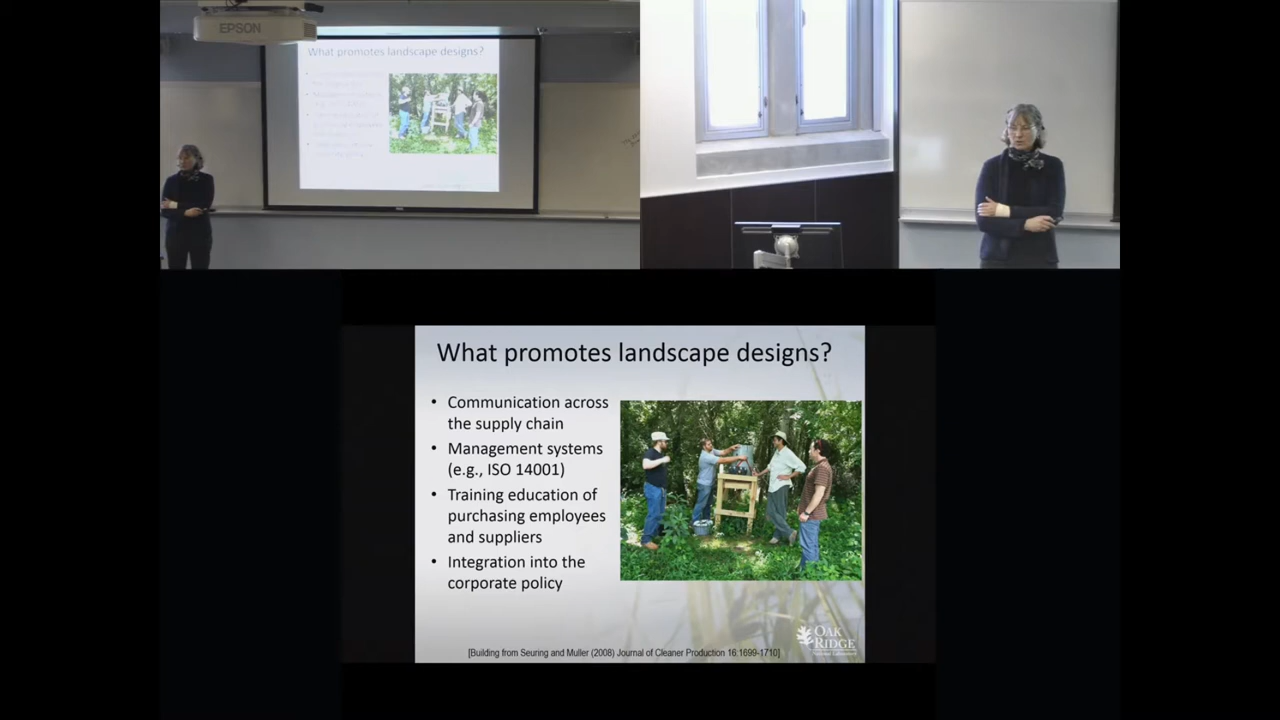 EPSON
What promotes landscape designs?
What promotes landscape designs?
• Communication across
the supply chain
• Management systems
(e.g., ISO 14001)
• Training education of
purchasing employees
and suppliers
• Integration into the
corporate policy
OAK
RIDGE
National Laboratory
[Building from Seuring and Muller (2008) Journal of Cleaner Production 16:1699-1710]